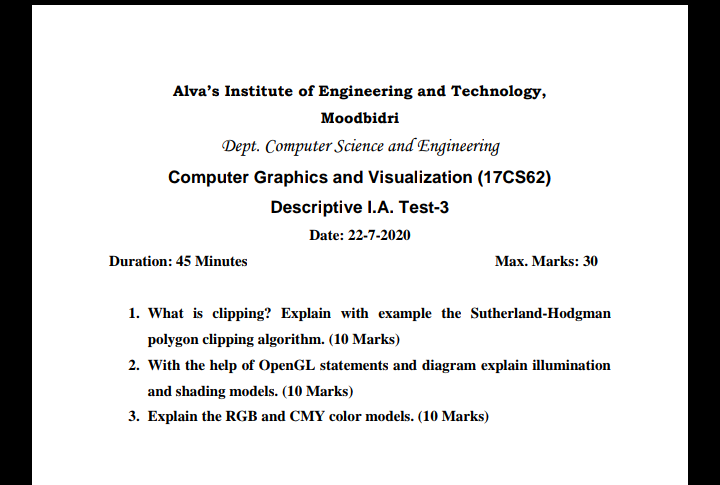 Alva’s Institute of Engineering and Technology,
Moodbidri
Dept. Computer Science and Engineering
Computer Graphics and Visualization (17CS62)
Descriptive I.A. Test-3
Date: 22-7-2020
Duration: 45 Minutes Max. Marks: 30
1. What is clipping? Explain with example the Sutherland-Hodgman
polygon clipping algorithm. (10 Marks)
2. With the help of OpenGL statements and diagram explain illumination
and shading models. (10 Marks)
3. Explain the RGB and CMY color models. (10 Marks)